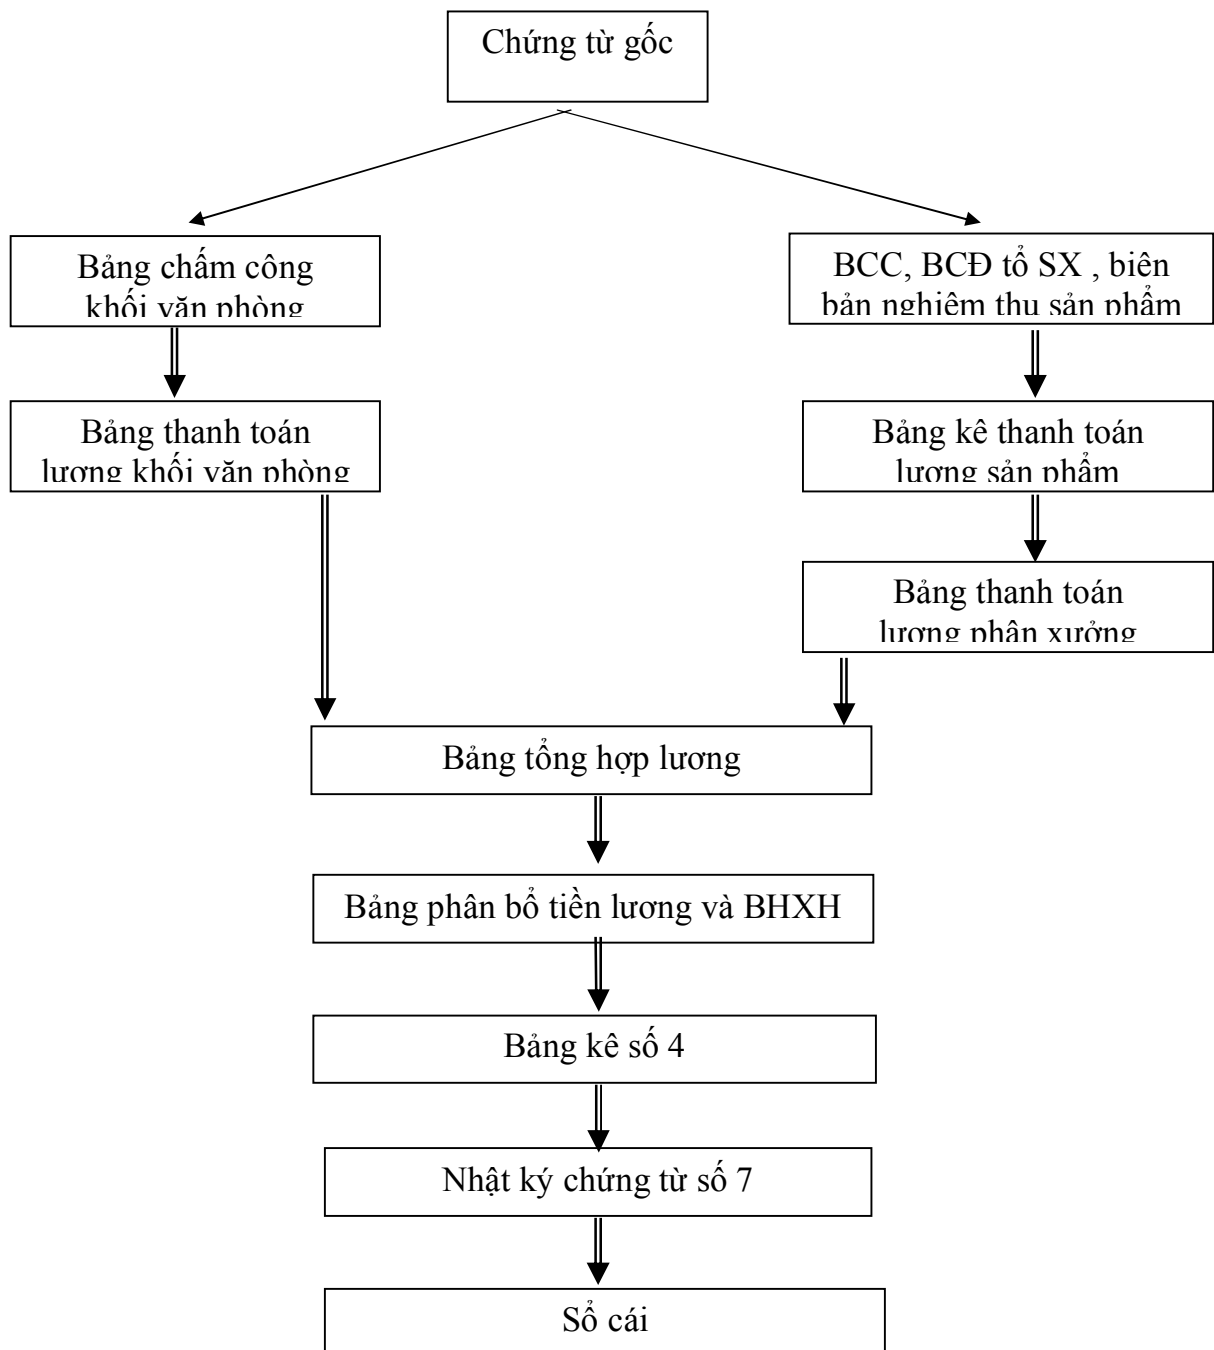 Chứng từ gốc
Bảng chấm công
khối văn phòng
BCC, BCĐ tổ SX , biên
bản nghiệm thu sản phẩm
Bảng thanh toán
lương khối văn phòng
Bảng kê thanh toán
lương sản phẩm
Bảng thanh toán
lương phân xưởng
Bảng tổng hợp lương
Bảng phân bổ tiền lương và BHXH
Bảng kê số 4
Nhật ký chứng từ số 7
Sổ cái